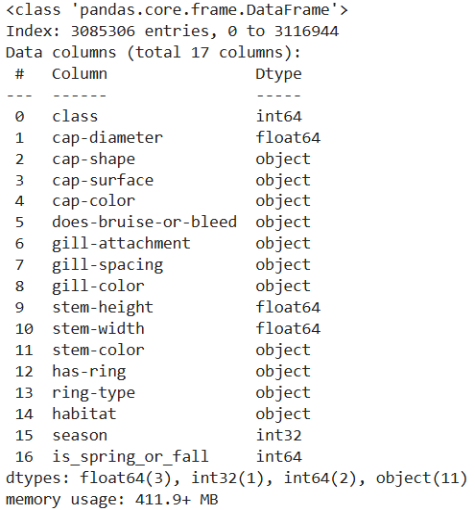 <class 'pandas.core.frame.DataFrame'>
Index: 3085306 entries, 0 to 3116944
Data columns (total 17 columns):
 #   Column                Dtype
---  ------                -----
 0   class                 int64
 1   cap-diameter          float64
 2   cap-shape             object
 3   cap-surface           object
 4   cap-color             object
 5   does-bruise-or-bleed  object
 6   gill-attachment       object
 7   gill-spacing          object
 8   gill-color            object
 9   stem-height           float64
 10  stem-width            float64
 11  stem-color            object
 12  has-ring              object
 13  ring-type             object
 14  habitat               object
 15  season                int32
 16  is_spring_or_fall     int64
dtypes: float64(3), int32(1), int64(2), object(11)
memory usage: 411.9+ MB